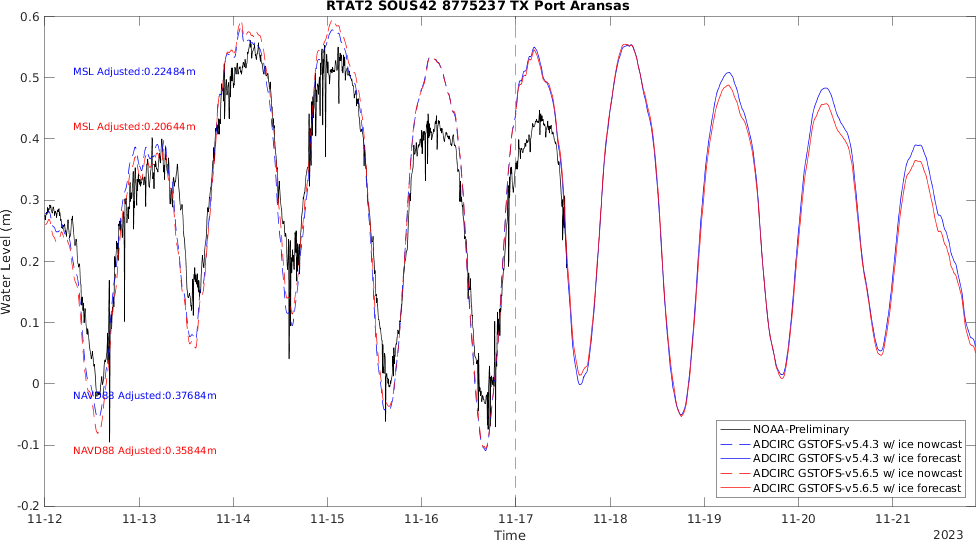 RTAT2 SOUS42 8775237 TX Port Aransas
Water Level (m)
0.6
0.5
0.4
0.3
0.2
0.1
0
-0.1
-0.2
MSL Adjusted:0.22484m
MSL Adjusted:0.20644m
NAVD88 Adjusted:0.37684m
NAVD88 Adjusted:0.35844m
NOAA-Preliminary
ADCIRC GSTOFS-v5.4.3 w/ ice nowcast
ADCIRC GSTOFS-v5.4.3 w/ ice forecast
ADCIRC GSTOFS-v5.6.5 w/ ice nowcast
ADCIRC GSTOFS-v5.6.5 w/ ice forecast
11-12 11-13 11-14 11-15 11-16 11-17 11-18 11-19 11-20 11-21
Time
2023